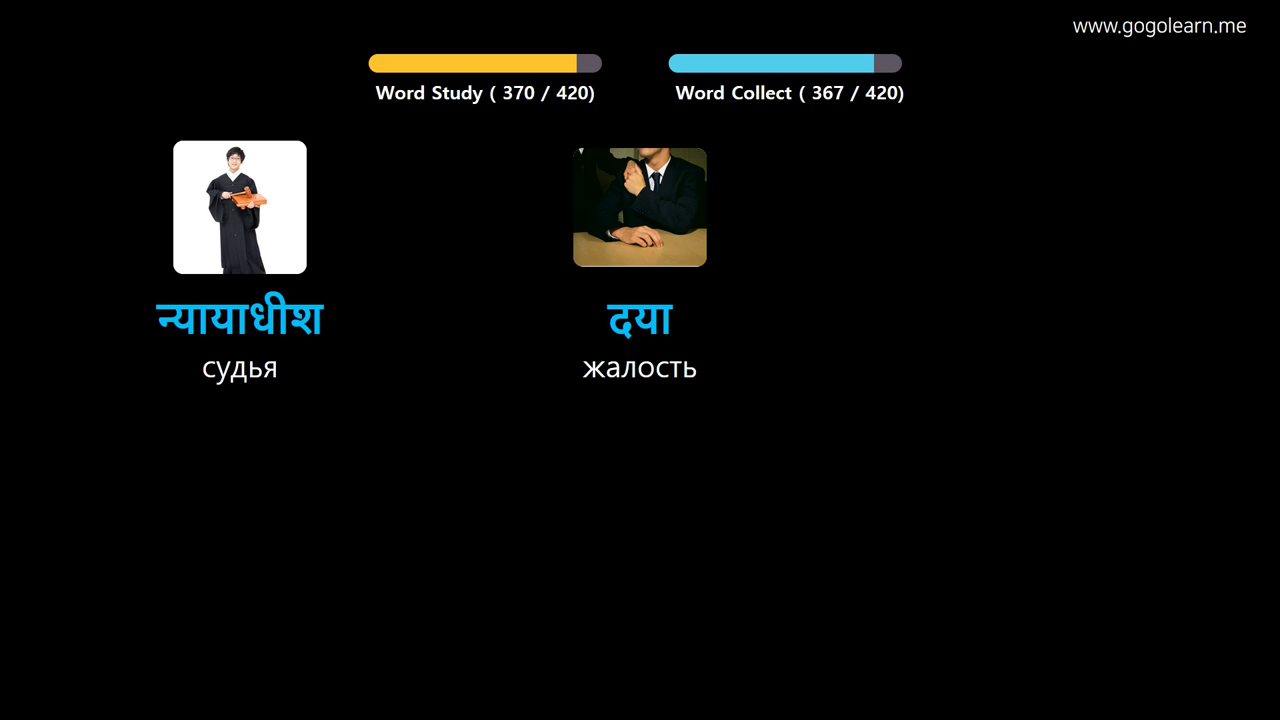 www.gogolearn.me
Word Study ( 370 / 420)
Word Collect ( 367 / 420)
न्यायाधीश
दया
судья
жалость